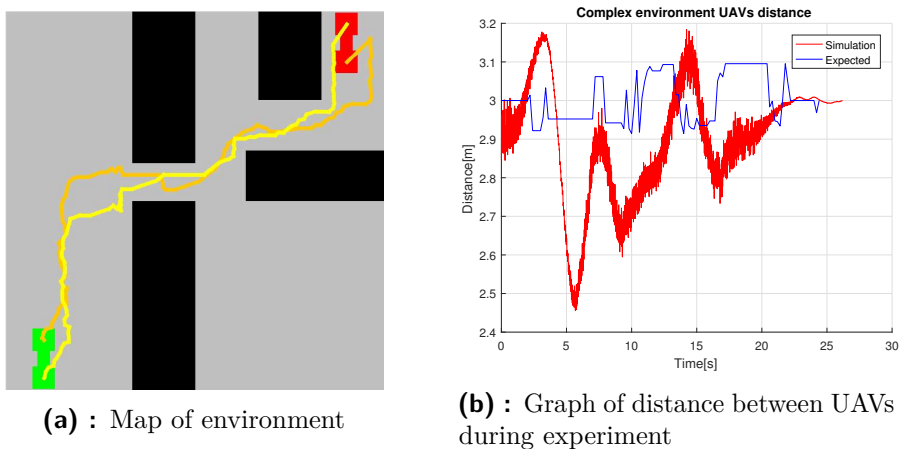 Complex environment UAVs distance
3.2
3.1
3
2.9
2.8
2.7
2.6
2.5
2.4
Distance[m]
Simulation
Expected
0 5 10 15 20 25 30
Time[s]
(a) : Map of environment
(b) : Graph of distance between UAVs
during experiment